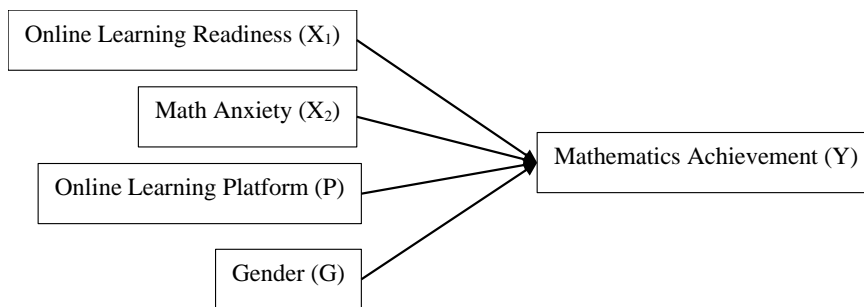 Online Learning Readiness (X₁)
Math Anxiety (X₂)
Mathematics Achievement (Y)
Online Learning Platform (P)
Gender (G)